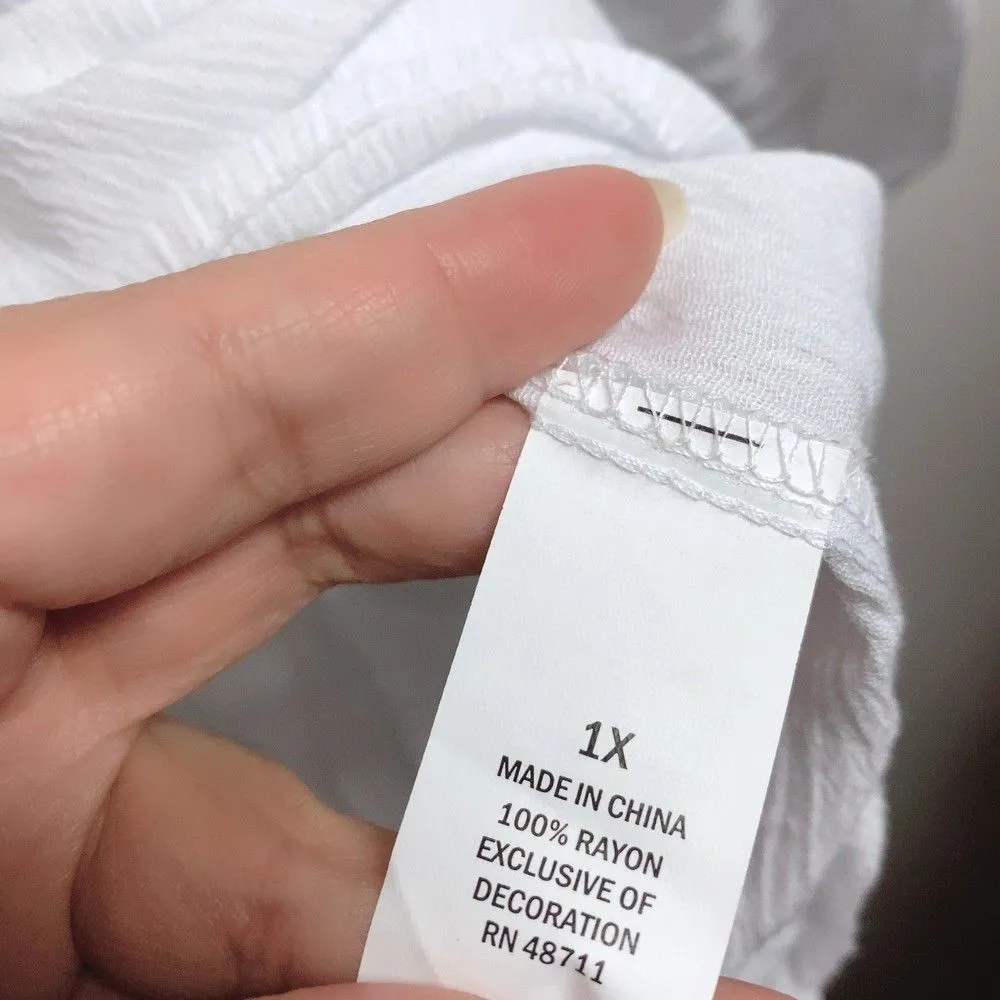 1X
MADE IN CHINA
100% RAYON
EXCLUSIVE OF
DECORATION
RN 48711